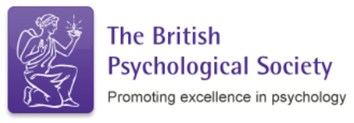 The British
Psychological Society
Promoting excellence in psychology